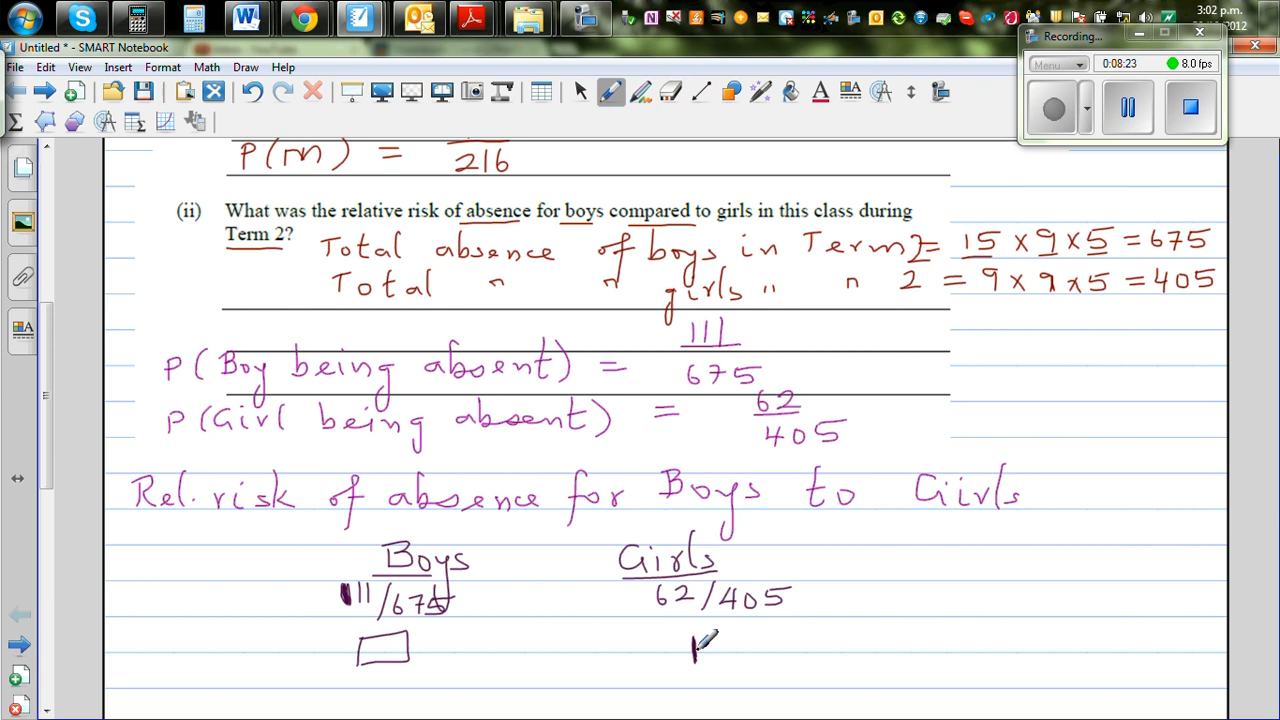 3:02 p.m.
Untitled * - SMART Notebook
Recording...
File Edit View Insert Format Math Draw Help
Menu 0:08:23 8.0 fps
P(m) = 216
(ii) What was the relative risk of absence for boys compared to girls in this class during
Term 2?
Total absence of boys in Term 2 = 15 × 9 × 5 = 675
Total " " girls " " 2 = 9 × 9 × 5 = 405
P(Boy being absent) = 111/675
P(Girl being absent) = 62/405
Rel. risk of absence for Boys to Girls
Boys Girls
111/675 62/405